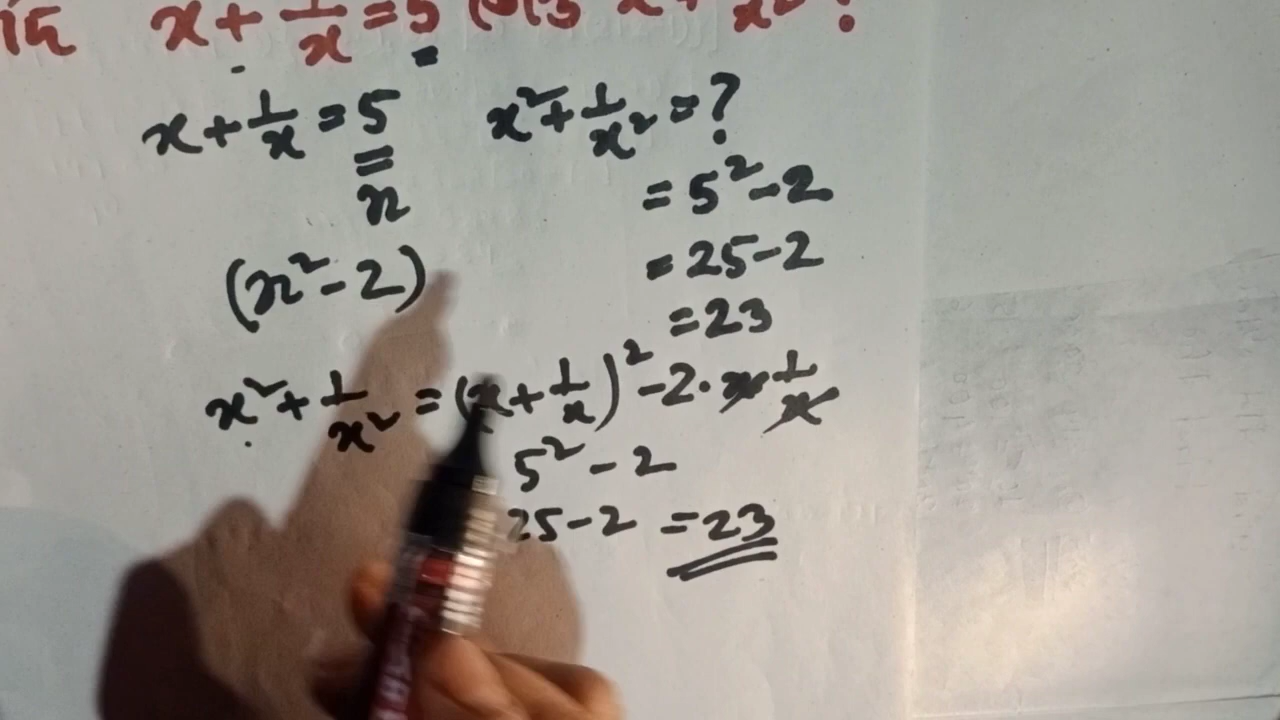 x + 1/x = 5 x² ?
x + 1/x = 5 x² + 1/x² = ?
n = 5² - 2
(n² - 2) = 25 - 2
= 23
x² + 1/x² = (x + 1/x)² - 2 · x 1/x
5² - 2
25 - 2 = 23